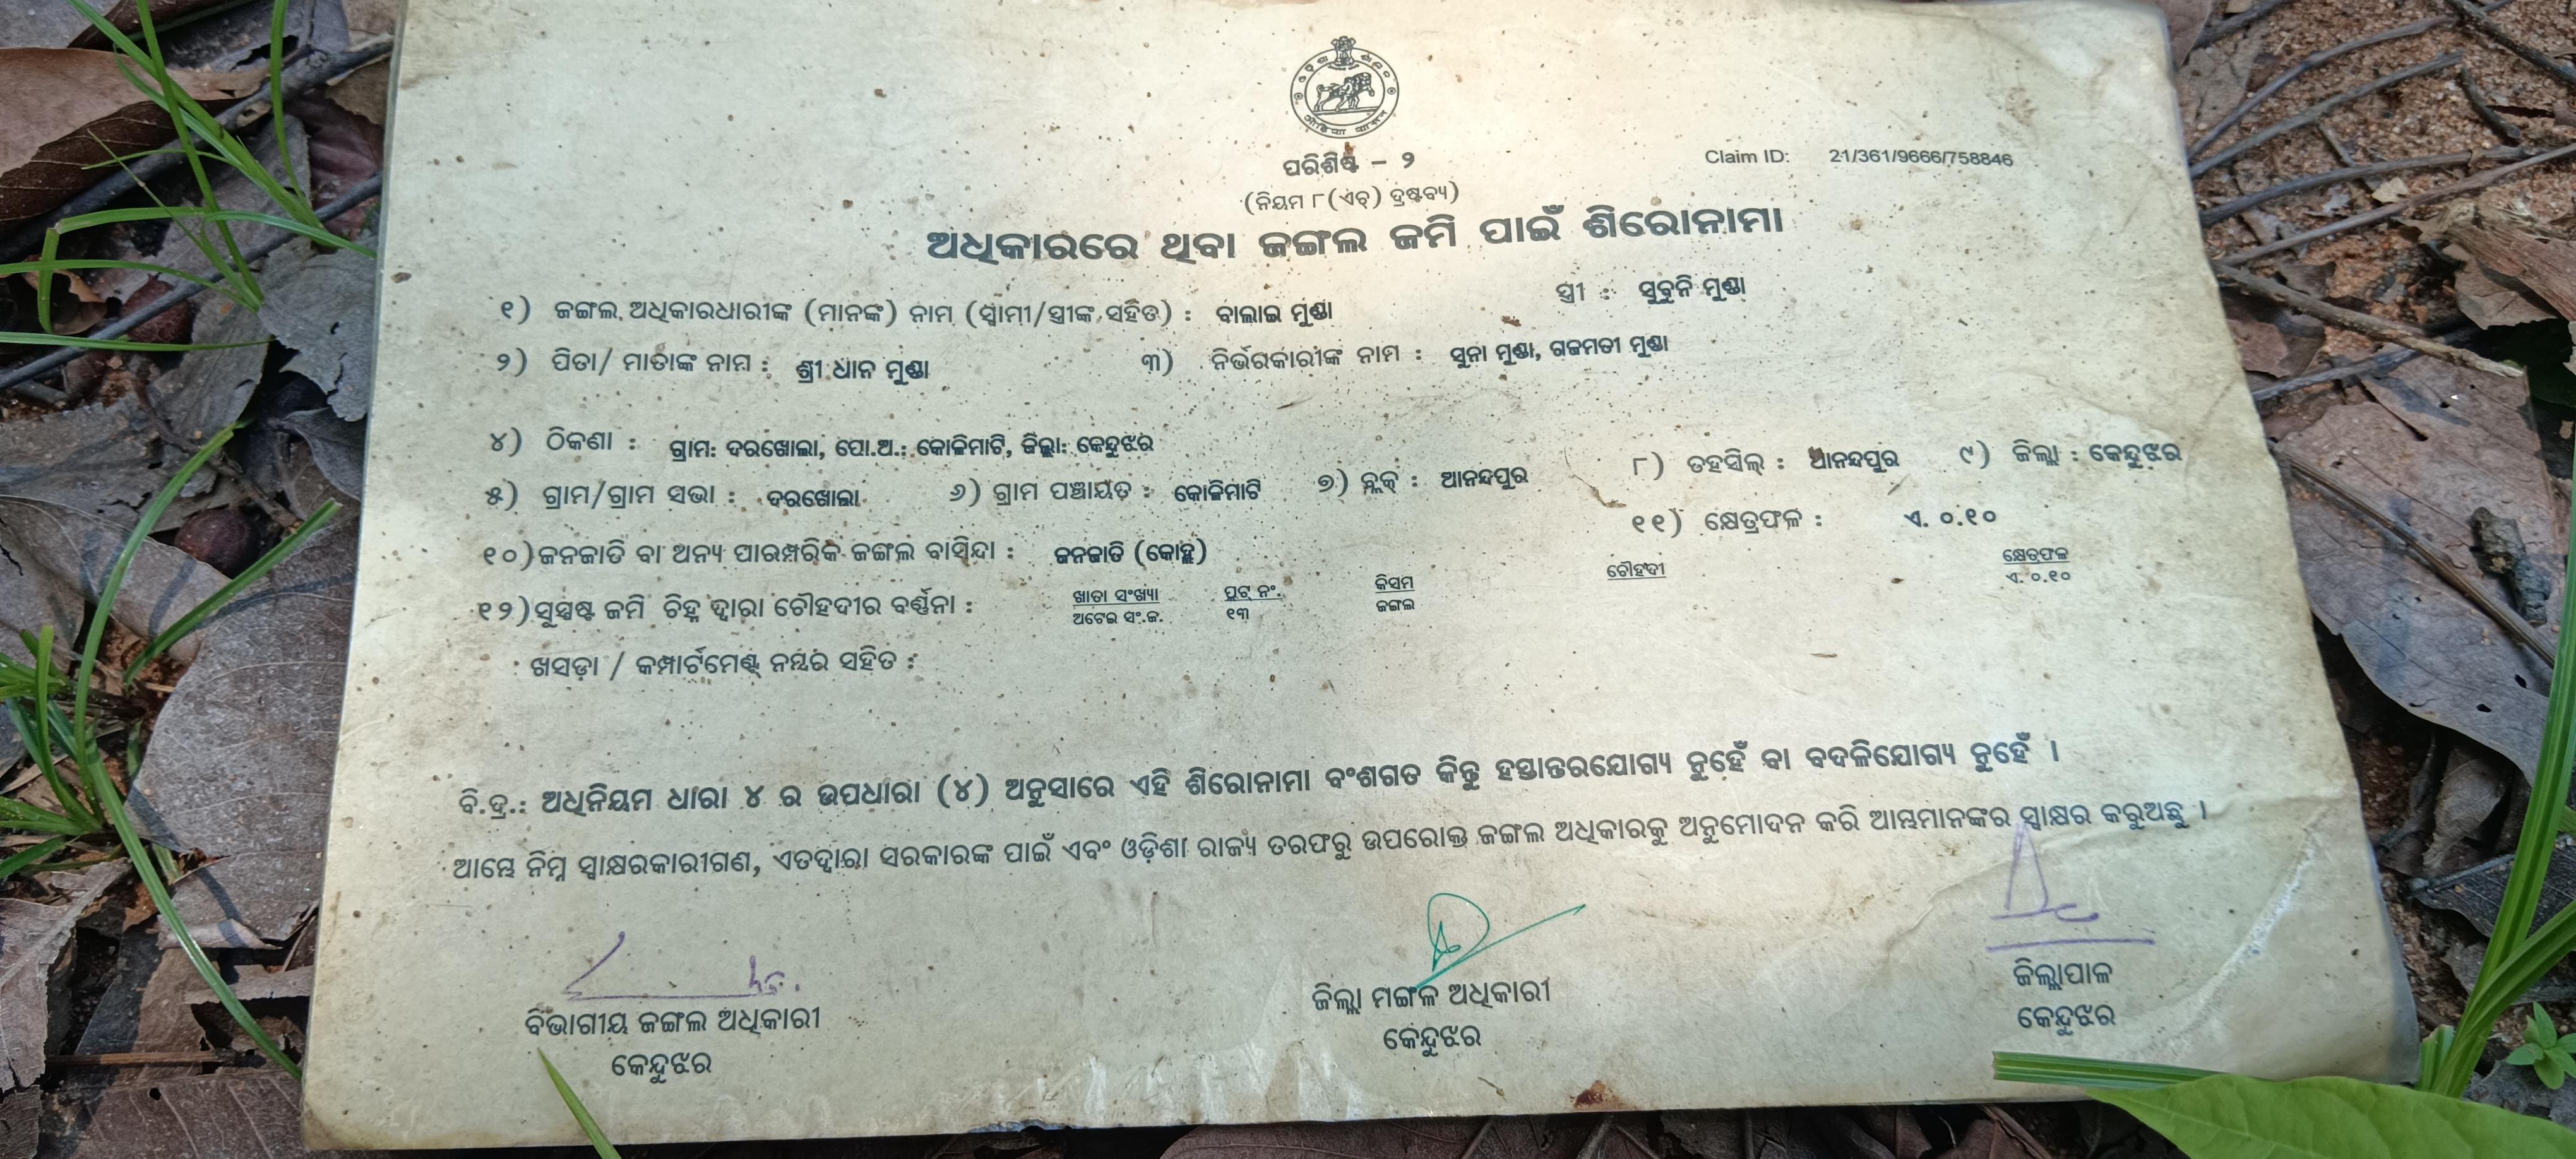 ପରିଶିଷ୍ଟ – ୨
Claim ID: 21/361/9666/758846
(ନିୟମ ୮(ଏଚ୍) ଦ୍ରଷ୍ଟବ୍ୟ)
ଅଧିକାରରେ ଥିବା ଜଙ୍ଗଲ ଜମି ପାଇଁ ଶିରୋନାମା
୧) ଜଙ୍ଗଲ ଅଧିକାରଧାରୀଙ୍କ (ମାନଙ୍କ) ନାମ (ସ୍ୱାମୀ/ସ୍ତ୍ରୀଙ୍କ ସହିତ) : ବାଲାଇ ମୁଣ୍ଡା ସ୍ତ୍ରୀ : ସୁବୁନି ମୁଣ୍ଡା
୨) ପିତା/ ମାତାଙ୍କ ନାମ : ଶ୍ରୀ ଧାନ ମୁଣ୍ଡା ୩) ନିର୍ଭରକାରୀଙ୍କ ନାମ : ସୁନା ମୁଣ୍ଡା, ଗଜମତୀ ମୁଣ୍ଡା
୪) ଠିକଣା : ଗ୍ରାମ: ଦରଖୋଲା, ପୋ.ଅ.: କୋଳିମାଟି, ଜିଲ୍ଲା: କେନ୍ଦୁଝର
୫) ଗ୍ରାମ/ଗ୍ରାମ ସଭା : ଦରଖୋଲା ୬) ଗ୍ରାମ ପଞ୍ଚାୟତ : କୋଳିମାଟି ୭) ବ୍ଲକ୍ : ଆନନ୍ଦପୁର ୮) ତହସିଲ୍ : ଆନନ୍ଦପୁର ୯) ଜିଲ୍ଲା : କେନ୍ଦୁଝର
୧୦) ଜନଜାତି ବା ଅନ୍ୟ ପାରମ୍ପରିକ ଜଙ୍ଗଲ ବାସିନ୍ଦା : ଜନଜାତି (କୋହ୍ଲ) ୧୧) କ୍ଷେତ୍ରଫଳ : ଏ. ୦.୧୦
୧୨) ସୁସ୍ପଷ୍ଟ ଜମି ଚିହ୍ନ ଦ୍ୱାରା ଚୌହଦୀର ବର୍ଣ୍ଣନା : ଖାତା ସଂଖ୍ୟା ପ୍ଲଟ୍ ନଂ. କିସମ ଚୌହଦୀ କ୍ଷେତ୍ରଫଳ
ଅଟେଇ ସଂ.ଜ. ୧୩ ଜଙ୍ଗଲ ଏ. ୦.୧୦
ଖସଡ଼ା / କମ୍ପାର୍ଟମେଣ୍ଟ୍ ନମ୍ବର ସହିତ :
ବି.ଦ୍ର.: ଅଧିନିୟମ ଧାରା ୪ ର ଉପଧାରା (୪) ଅନୁସାରେ ଏହି ଶିରୋନାମା ବଂଶଗତ କିନ୍ତୁ ହସ୍ତାନ୍ତରଯୋଗ୍ୟ ନୁହେଁ ବା ବଦଳିଯୋଗ୍ୟ ନୁହେଁ ।
ଆମ୍ଭେ ନିମ୍ନ ସ୍ୱାକ୍ଷରକାରୀଗଣ, ଏତଦ୍ୱାରା ସରକାରଙ୍କ ପାଇଁ ଏବଂ ଓଡ଼ିଶା ରାଜ୍ୟ ତରଫରୁ ଉପରୋକ୍ତ ଜଙ୍ଗଲ ଅଧିକାରକୁ ଅନୁମୋଦନ କରି ଆମ୍ଭମାନଙ୍କର ସ୍ୱାକ୍ଷର କରୁଅଛୁ ।
ବିଭାଗୀୟ ଜଙ୍ଗଲ ଅଧିକାରୀ ଜିଲ୍ଲା ମଙ୍ଗଳ ଅଧିକାରୀ ଜିଲ୍ଲାପାଳ
କେନ୍ଦୁଝର କେନ୍ଦୁଝର କେନ୍ଦୁଝର